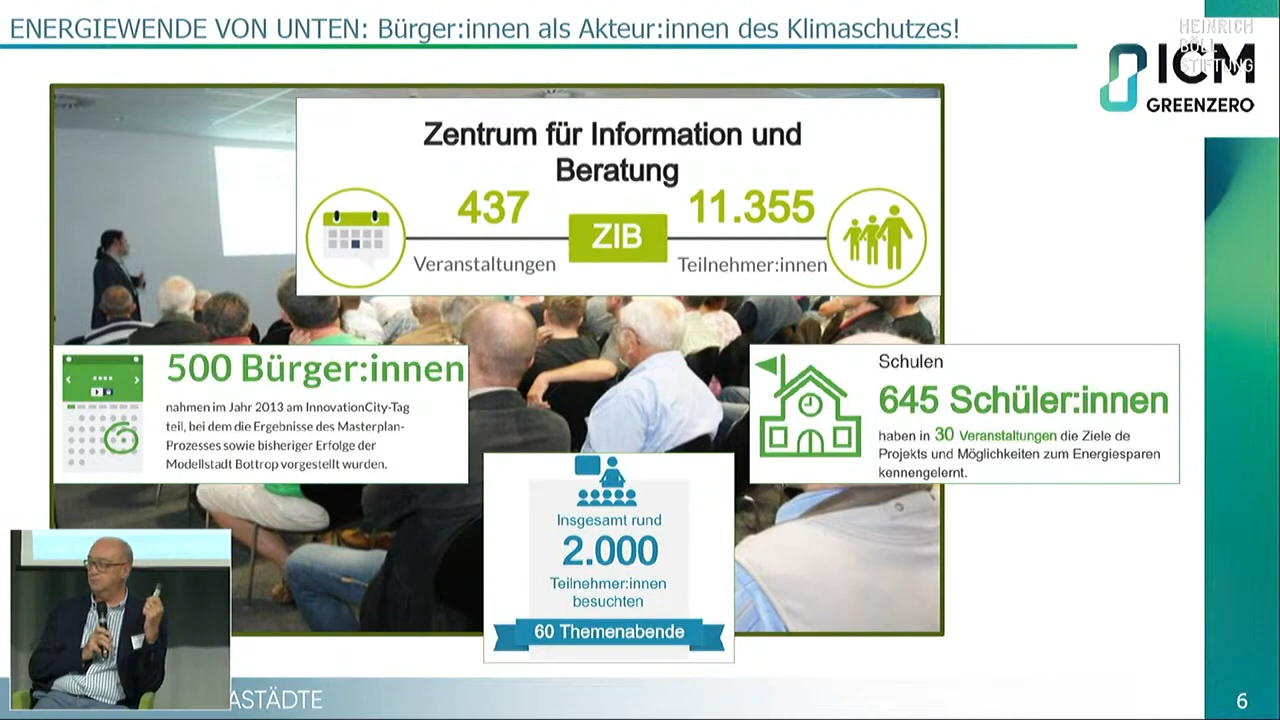 ENERGIEWENDE VON UNTEN: Bürger:innen als Akteur:innen des Klimaschutzes!
HEINRICH
BÖLL
STIFTUNG
ICM
GREENZERO
Zentrum für Information und
Beratung
437
ZIB
11.355
Veranstaltungen
Teilnehmer:innen
500 Bürger:innen
nahmen im Jahr 2013 am InnovationCity-Tag
teil, bei dem die Ergebnisse des Masterplan-
Prozesses sowie bisheriger Erfolge der
Modellstadt Bottrop vorgestellt wurden.
Schulen
645 Schüler:innen
haben in 30 Veranstaltungen die Ziele de
Projekts und Möglichkeiten zum Energiesparen
kennengelernt.
Insgesamt rund
2.000
Teilnehmer:innen
besuchten
60 Themenabende
ASTÄDTE
6